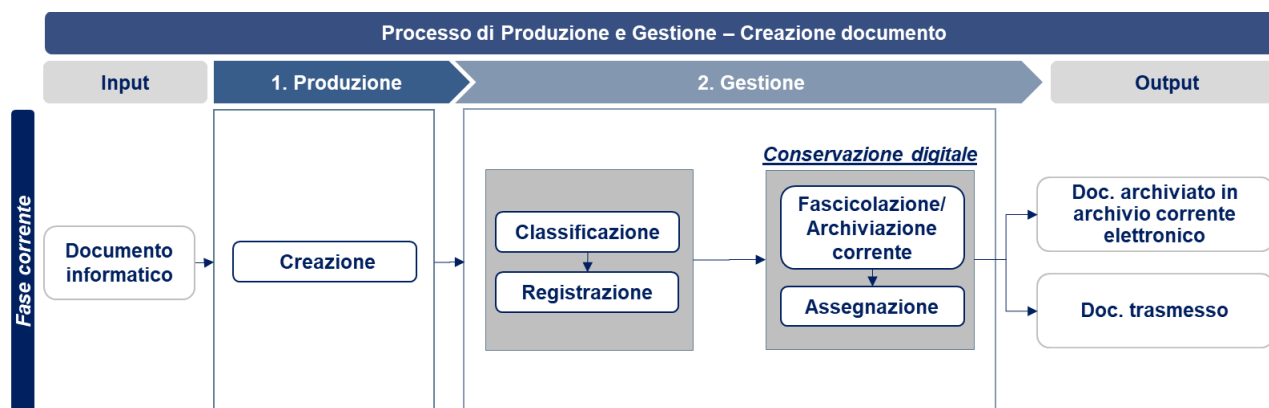 Processo di Produzione e Gestione – Creazione documento
Input
1. Produzione
2. Gestione
Output
Fase corrente
Documento
informatico
Creazione
Classificazione
Registrazione
Conservazione digitale
Fascicolazione/
Archiviazione
corrente
Assegnazione
Doc. archiviato in
archivio corrente
elettronico
Doc. trasmesso